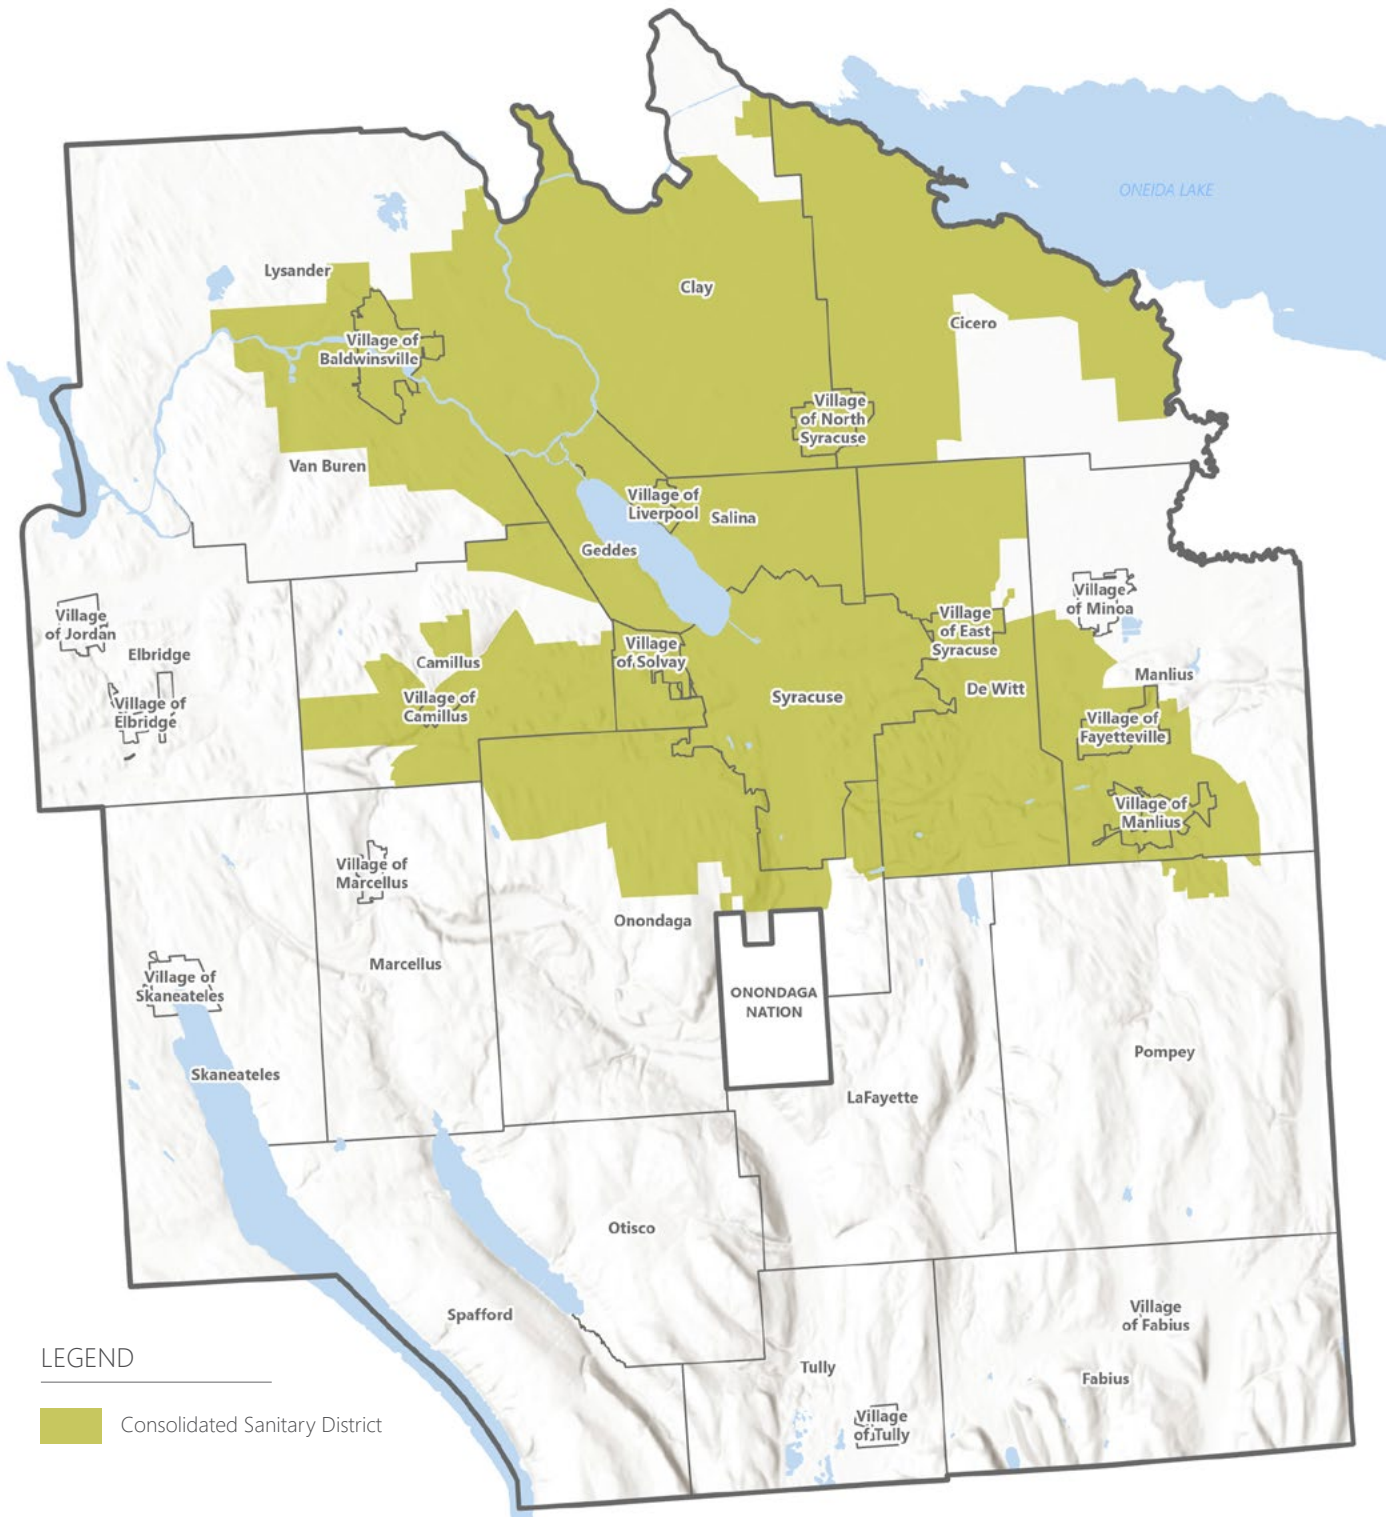 ONEIDA LAKE
Lysander
Clay
Cicero
Village of
Baldwinsville
Village
of North
Syracuse
Van Buren
Village of
Liverpool
Salina
Geddes
Village
of Jordan
Elbridge
Village of
Elbridge
Camillus
Village of
Camillus
Village
of Solvay
Syracuse
Village
of East
Syracuse
De Witt
Village
of Minoa
Manlius
Village of
Fayetteville
Village of
Manlius
Village of
Marcellus
Marcellus
Onondaga
ONONDAGA
NATION
Village of
Skaneateles
Skaneateles
LaFayette
Pompey
Otisco
Spafford
Tully
Village
of Tully
Village
of Fabius
Fabius
LEGEND
Consolidated Sanitary District